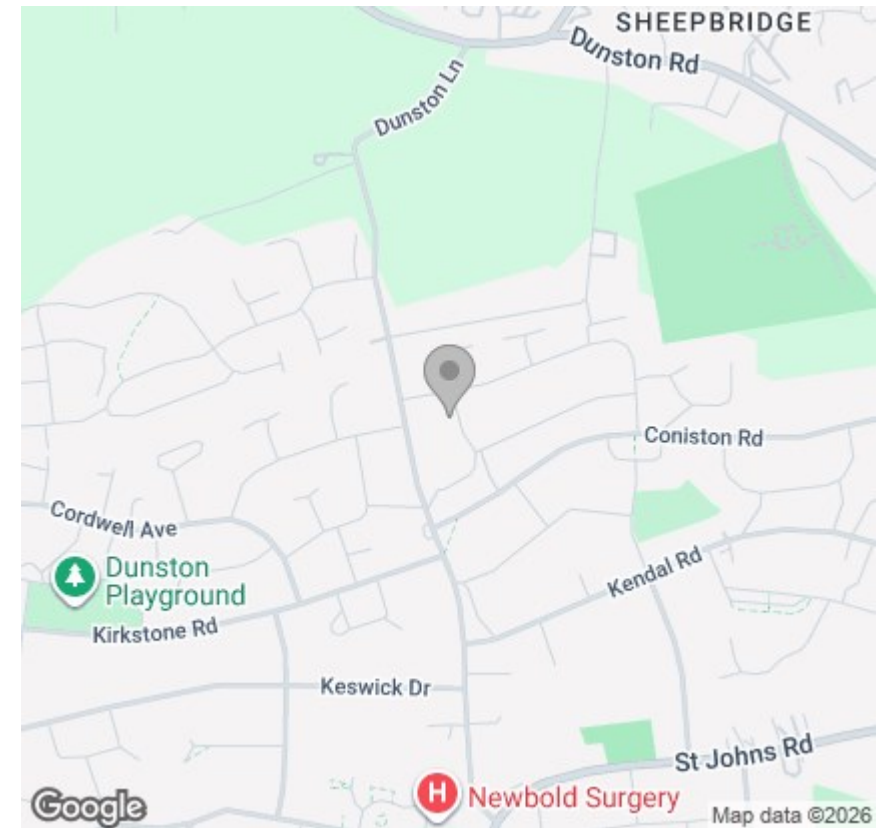 SHEEPBRIDGE
Dunston Rd
Dunston Ln
Coniston Rd
Cordwell Ave
Dunston
Playground
Kendal Rd
Kirkstone Rd
Keswick Dr
St Johns Rd
H
Newbold Surgery
Google
Map data ©2026